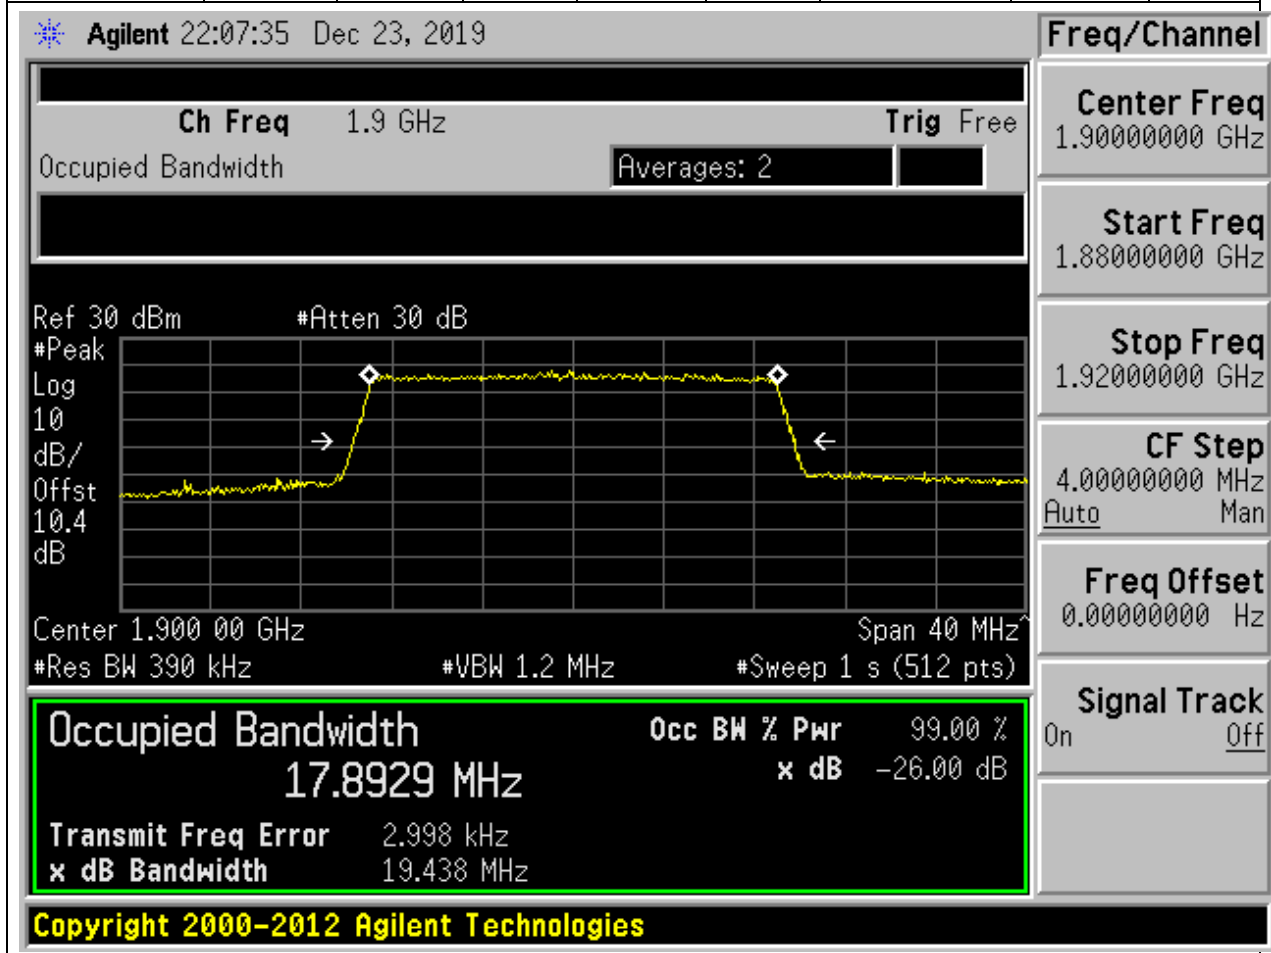 Agilent 22:07:35 Dec 23, 2019
Freq/Channel
Ch Freq 1.9 GHz Trig Free
Occupied Bandwidth Averages: 2
Ref 30 dBm #Atten 30 dB
#Peak
Log
10
dB/
Offst
10.4
dB
Center 1.900 00 GHz Span 40 MHz^
#Res BW 390 kHz #VBW 1.2 MHz #Sweep 1 s (512 pts)
Occupied Bandwidth Occ BW % Pwr 99.00 %
17.8929 MHz x dB -26.00 dB
Transmit Freq Error 2.998 kHz
x dB Bandwidth 19.438 MHz
Center Freq
1.90000000 GHz
Start Freq
1.88000000 GHz
Stop Freq
1.92000000 GHz
CF Step
4.00000000 MHz
Auto Man
Freq Offset
0.00000000 Hz
Signal Track
On Off
Copyright 2000-2012 Agilent Technologies